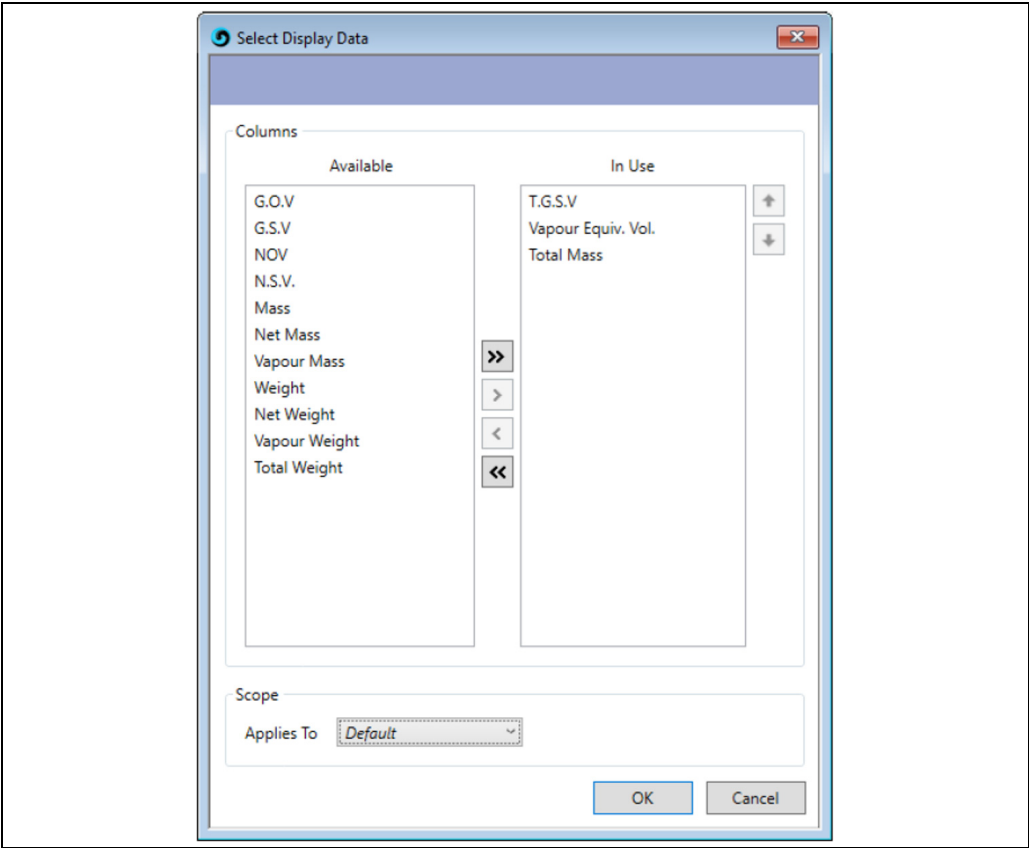 Select Display Data
Columns
Available
G.O.V
G.S.V
NOV
N.S.V.
Mass
Net Mass
Vapour Mass
Weight
Net Weight
Vapour Weight
Total Weight
In Use
T.G.S.V
Vapour Equiv. Vol.
Total Mass
Scope
Applies To Default
OK Cancel